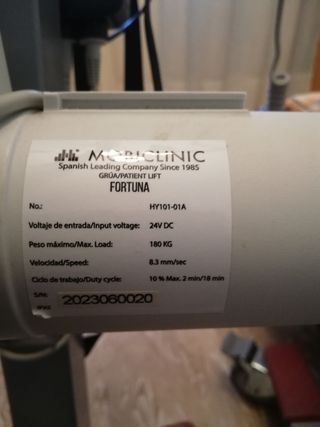 MOBICLINIC
Spanish Leading Company Since 1985
GRÚA/PATIENT LIFT
FORTUNA
No.: HY101-01A
Voltaje de entrada/Input voltage: 24V DC
Peso máximo/Max. Load: 180 KG
Velocidad/Speed: 8.3 mm/sec
Ciclo de trabajo/Duty cycle: 10 % Max. 2 min/18 min
S/N: 2023060020
IPX4